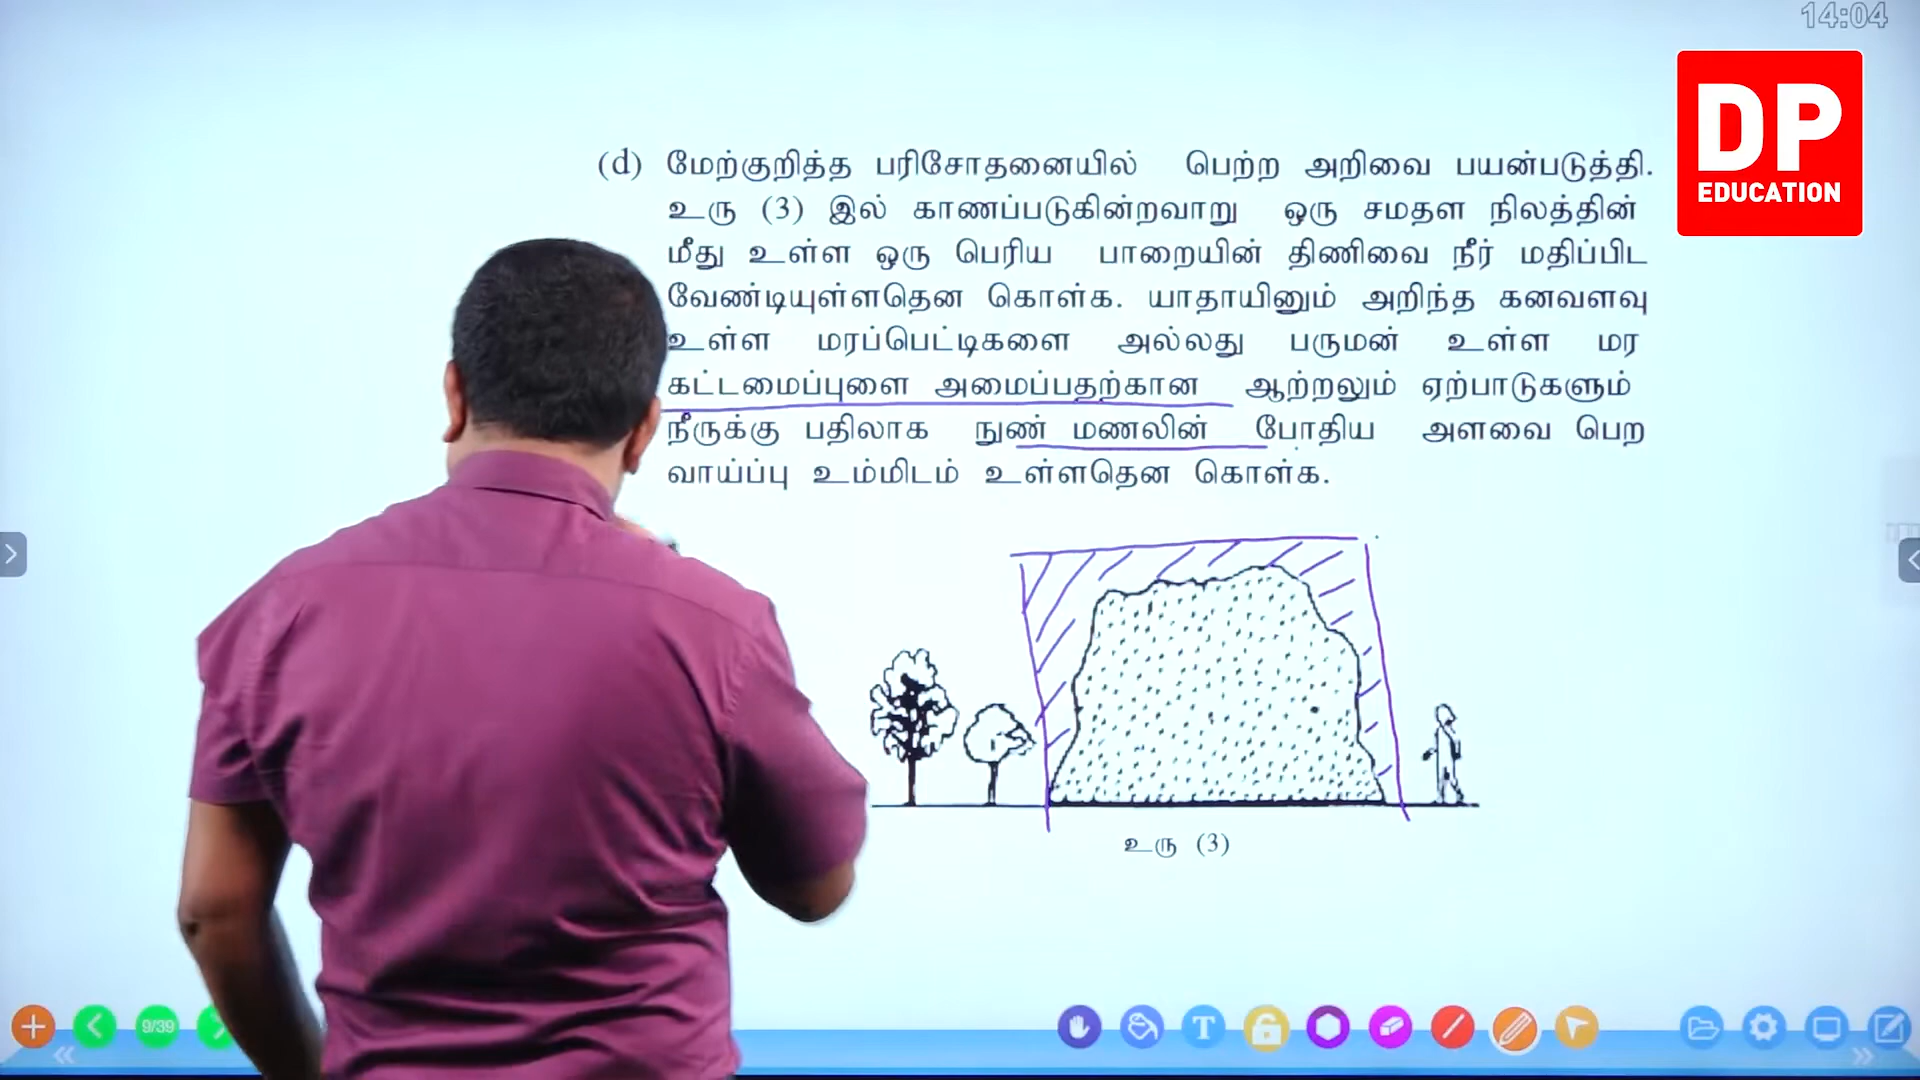 14:04
DP
EDUCATION
(d) மேற்குறித்த பரிசோதனையில் பெற்ற அறிவை பயன்படுத்தி.
உரு (3) இல் காணப்படுகின்றவாறு ஒரு சமதள நிலத்தின்
மீது உள்ள ஒரு பெரிய பாறையின் திணிவை நீர் மதிப்பிட
வேண்டியுள்ளதென கொள்க. யாதாயினும் அறிந்த கனவளவு
உள்ள மரப்பெட்டிகளை அல்லது பருமன் உள்ள மர
கட்டமைப்புளை அமைப்பதற்கான ஆற்றலும் ஏற்பாடுகளும்
நீருக்கு பதிலாக நுண் மணலின் போதிய அளவை பெற
வாய்ப்பு உம்மிடம் உள்ளதென கொள்க.
உரு (3)
9/39
T